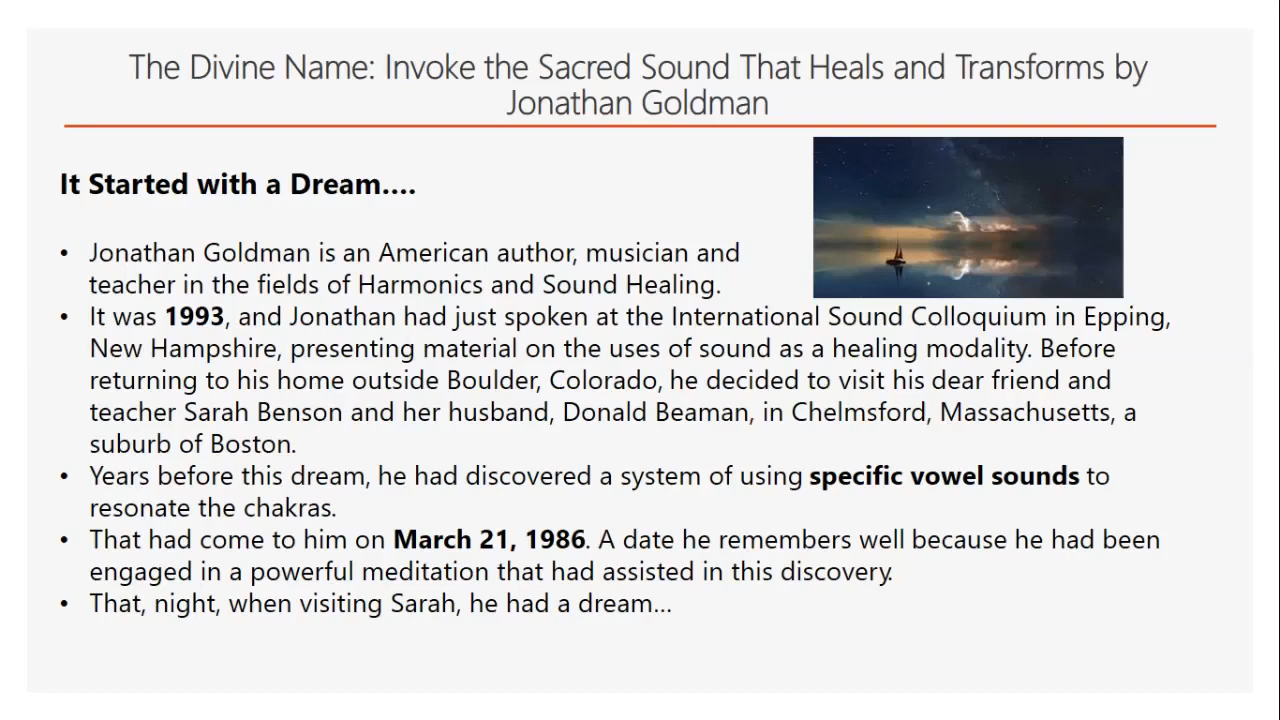 The Divine Name: Invoke the Sacred Sound That Heals and Transforms by
Jonathan Goldman
It Started with a Dream....
• Jonathan Goldman is an American author, musician and
teacher in the fields of Harmonics and Sound Healing.
• It was 1993, and Jonathan had just spoken at the International Sound Colloquium in Epping,
New Hampshire, presenting material on the uses of sound as a healing modality. Before
returning to his home outside Boulder, Colorado, he decided to visit his dear friend and
teacher Sarah Benson and her husband, Donald Beaman, in Chelmsford, Massachusetts, a
suburb of Boston.
• Years before this dream, he had discovered a system of using specific vowel sounds to
resonate the chakras.
• That had come to him on March 21, 1986. A date he remembers well because he had been
engaged in a powerful meditation that had assisted in this discovery.
• That, night, when visiting Sarah, he had a dream...